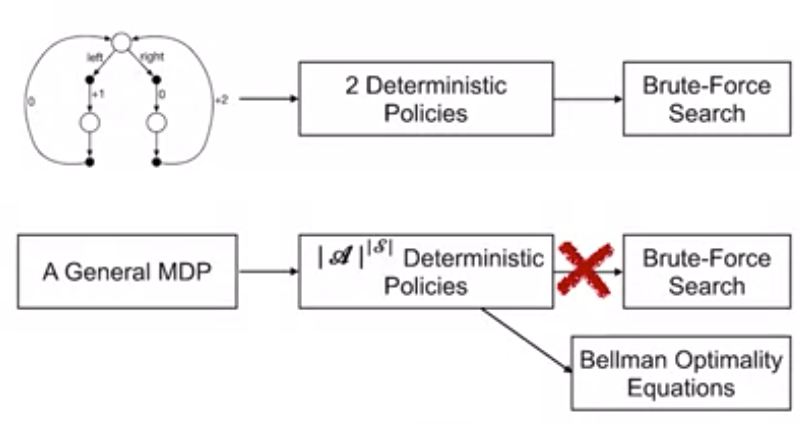 left
right
+1
0
0
+2
2 Deterministic
Policies
Brute-Force
Search
A General MDP
|𝒜|^|𝒮| Deterministic
Policies
Brute-Force
Search
Bellman Optimality
Equations